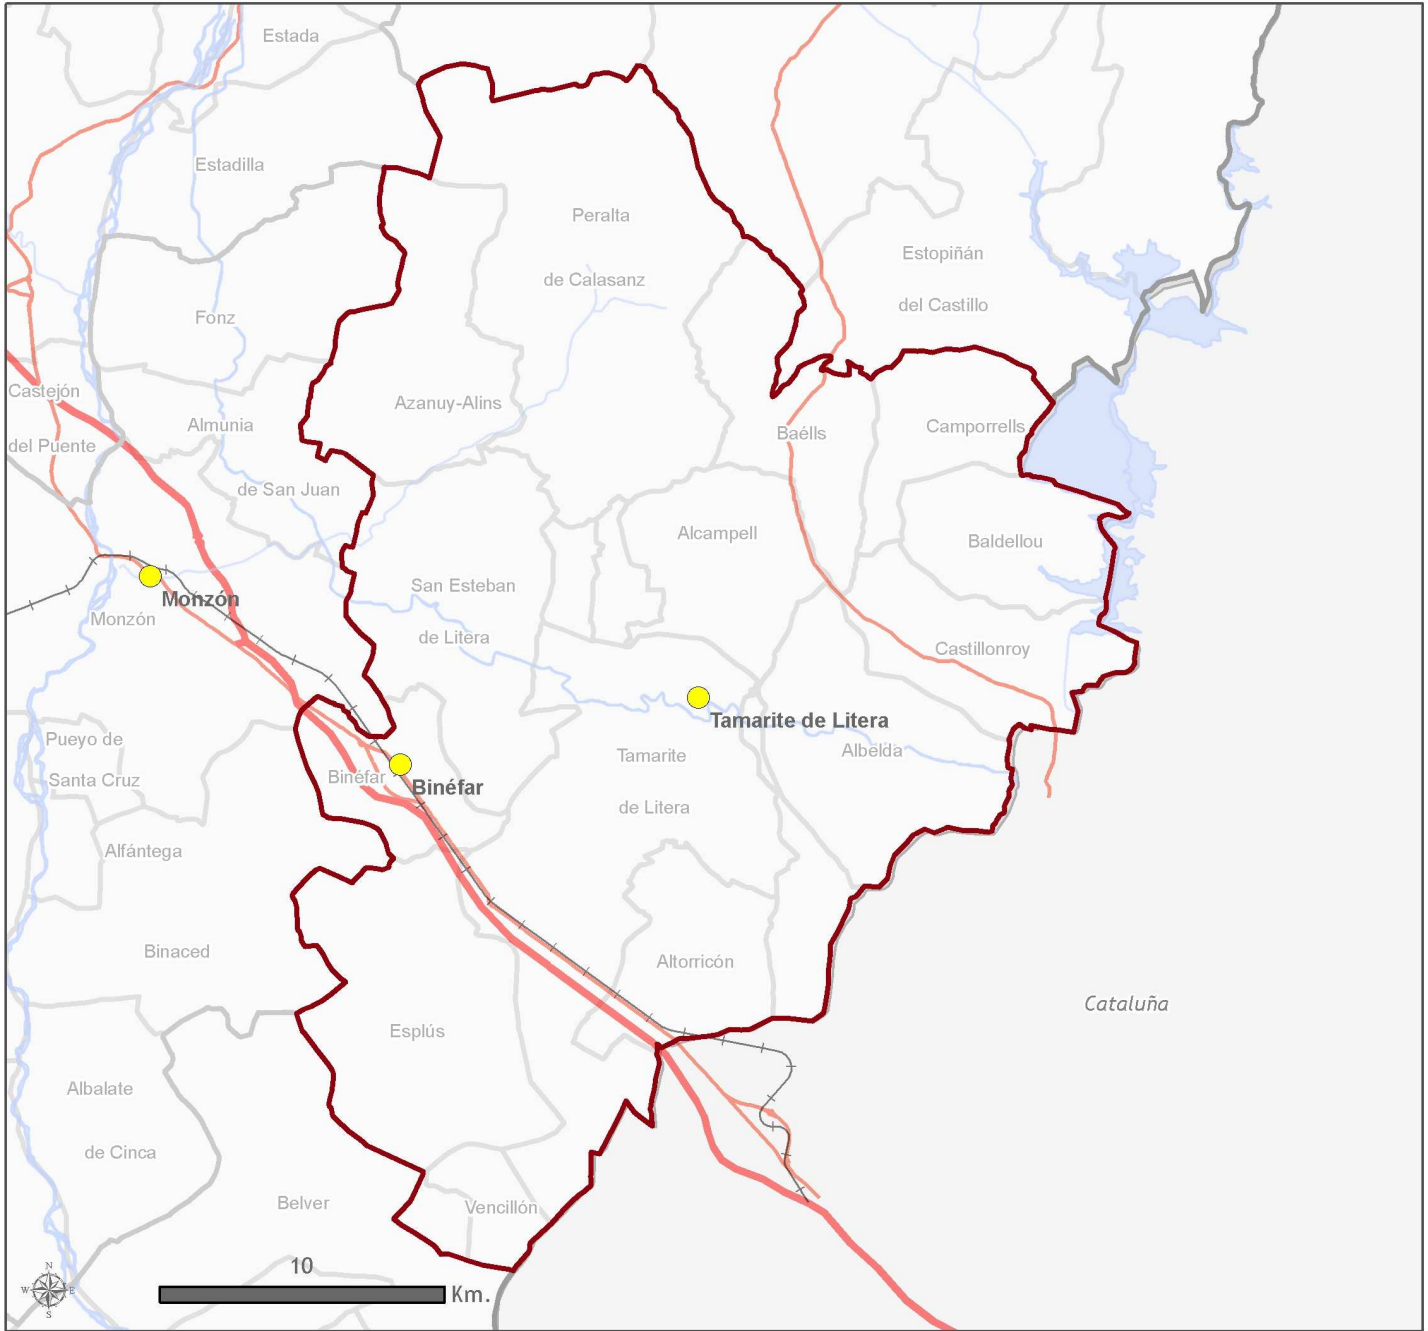 Estada
Estadilla
Peralta
de Calasanz
Estopiñán
del Castillo
Fonz
Castejón
del Puente
Azanuy-Alins
Almunia
de San Juan
Baélls
Camporrells
Alcampell
Baldellou
San Esteban
de Litera
Monzón
Monzón
Castillonroy
Tamarite de Litera
Albelda
Pueyo de
Santa Cruz
Tamarite
de Litera
Binéfar
Binéfar
Alfántega
Binaced
Altorricón
Cataluña
Esplús
Albalate
de Cinca
Belver
Vencillón
10
Km.
N
W
E
S